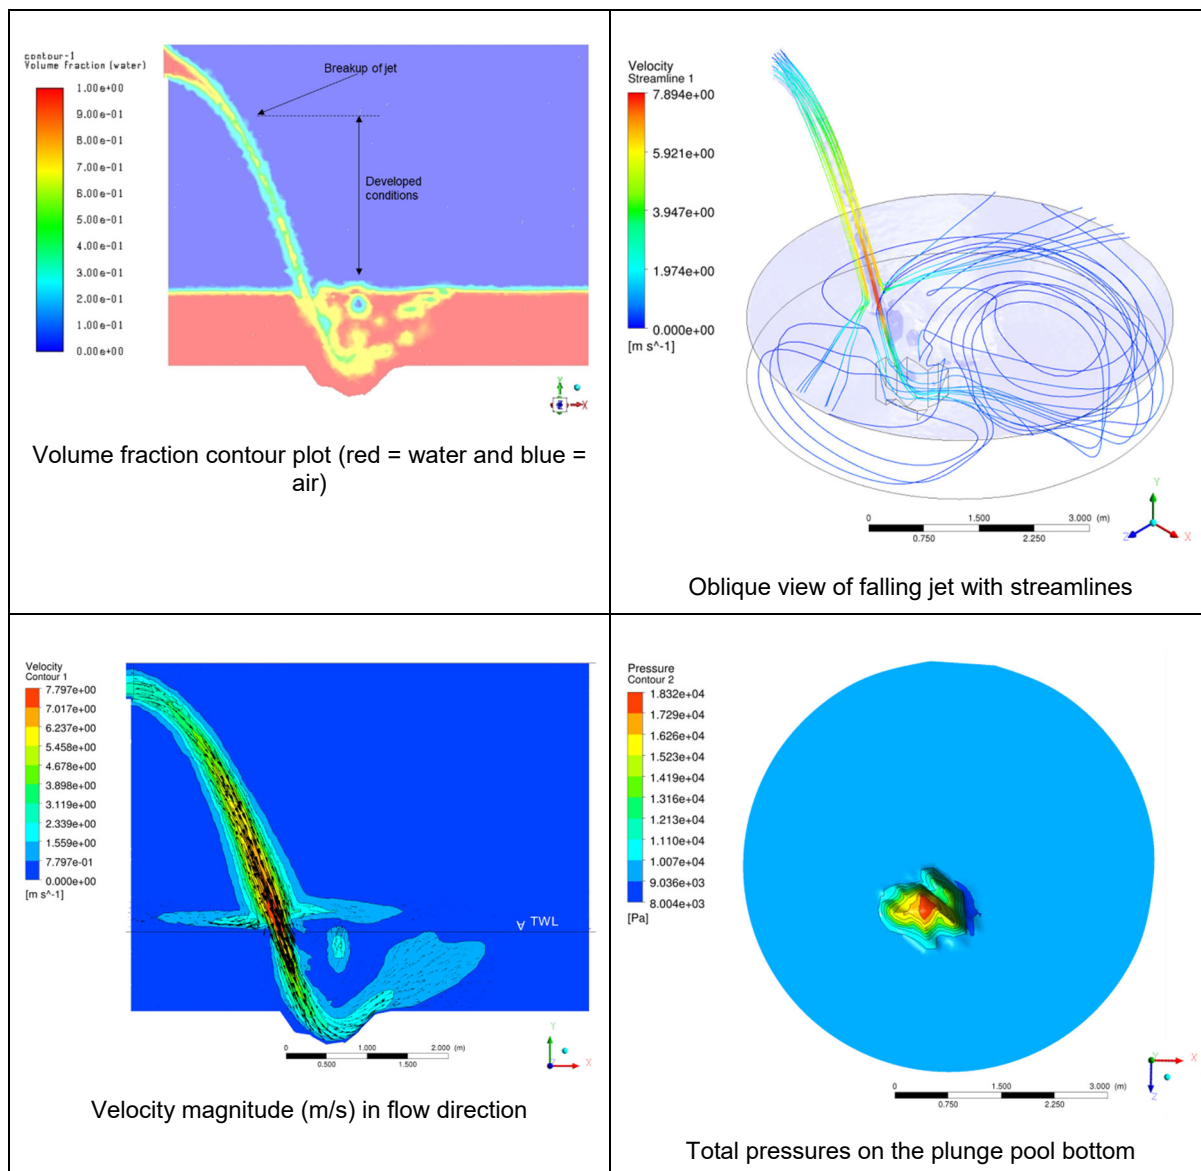 contour-1
Volume fraction (water)
1.00e+00
9.00e-01
8.00e-01
7.00e-01
6.00e-01
5.00e-01
4.00e-01
3.00e-01
2.00e-01
1.00e-01
0.00e+00
Breakup of jet
Developed
conditions
Y
X
Volume fraction contour plot (red = water and blue =
air)
Velocity
Streamline 1
7.894e+00
5.921e+00
3.947e+00
1.974e+00
0.000e+00
[m s^-1]
0 1.500 3.000 (m)
0.750 2.250
Y
Z
X
Oblique view of falling jet with streamlines
Velocity
Contour 1
7.797e+00
7.017e+00
6.237e+00
5.458e+00
4.678e+00
3.898e+00
3.119e+00
2.339e+00
1.559e+00
7.797e-01
0.000e+00
[m s^-1]
TWL
0 1.000 2.000 (m)
0.500 1.500
Y
Z
X
Velocity magnitude (m/s) in flow direction
Pressure
Contour 2
1.832e+04
1.729e+04
1.626e+04
1.523e+04
1.419e+04
1.316e+04
1.213e+04
1.110e+04
1.007e+04
9.036e+03
8.004e+03
[Pa]
0 1.500 3.000 (m)
0.750 2.250
Y
X
Z
Total pressures on the plunge pool bottom